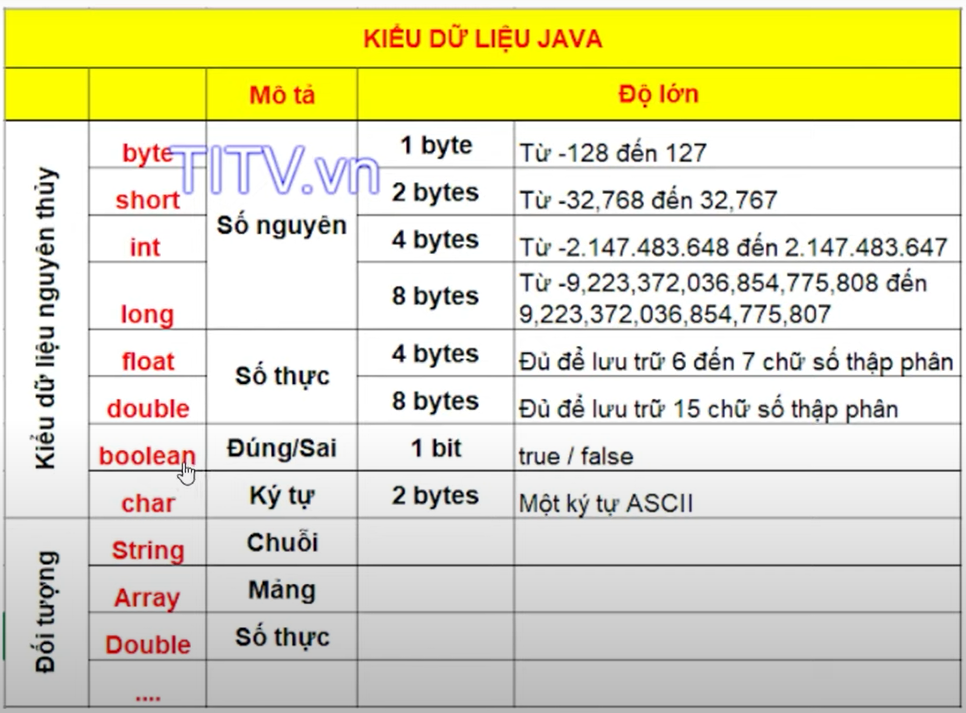 KIỂU DỮ LIỆU JAVA
Mô tả Độ lớn
Kiểu dữ liệu nguyên thủy
byte 1 byte Từ -128 đến 127
TITV.vn
short 2 bytes Từ -32,768 đến 32,767
Số nguyên
int 4 bytes Từ -2.147.483.648 đến 2.147.483.647
long 8 bytes Từ -9,223,372,036,854,775,808 đến
9,223,372,036,854,775,807
float Số thực 4 bytes Đủ để lưu trữ 6 đến 7 chữ số thập phân
double 8 bytes Đủ để lưu trữ 15 chữ số thập phân
boolean Đúng/Sai 1 bit true / false
char Ký tự 2 bytes Một ký tự ASCII
Đối tượng
String Chuỗi
Array Mảng
Double Số thực
....